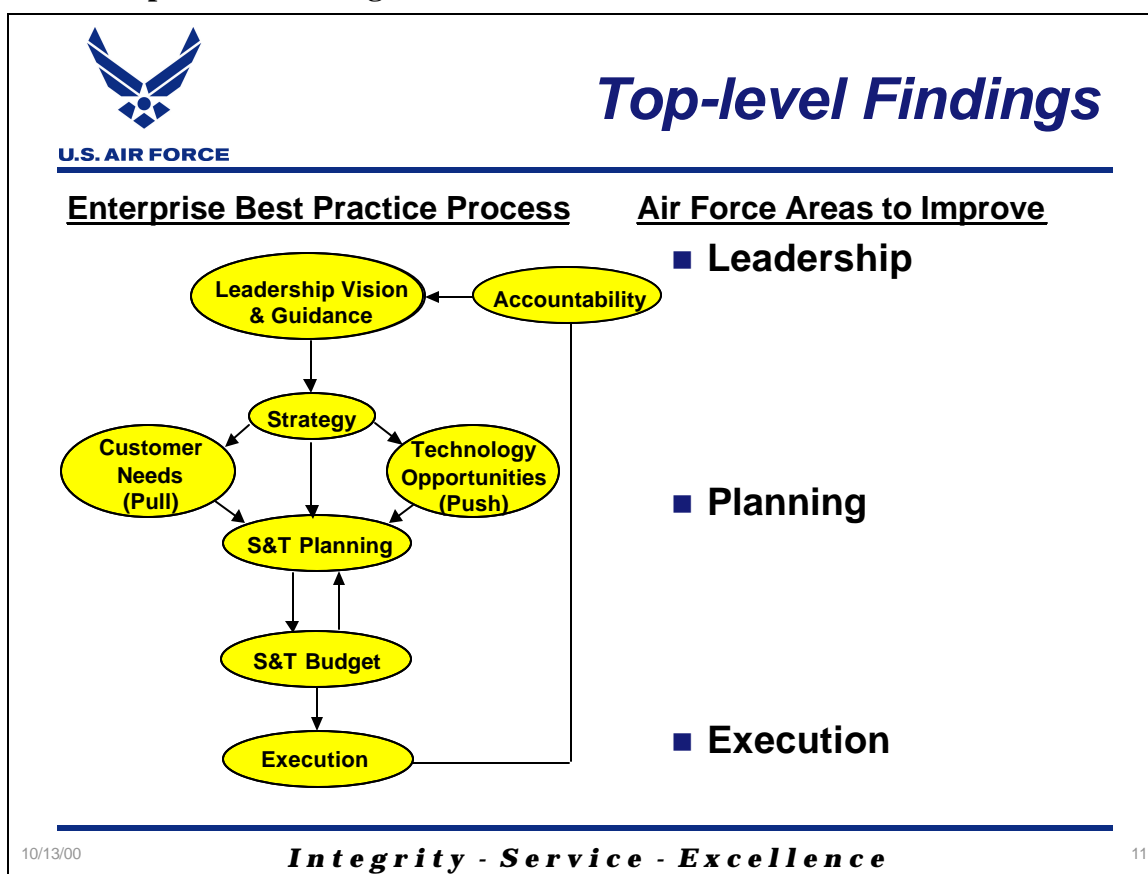 Top-level Findings
U.S. AIR FORCE
Enterprise Best Practice Process
Air Force Areas to Improve
Leadership Vision
& Guidance
Accountability
Strategy
Customer
Needs
(Pull)
Technology
Opportunities
(Push)
S&T Planning
S&T Budget
Execution
■ Leadership
■ Planning
■ Execution
10/13/00
Integrity - Service - Excellence
11